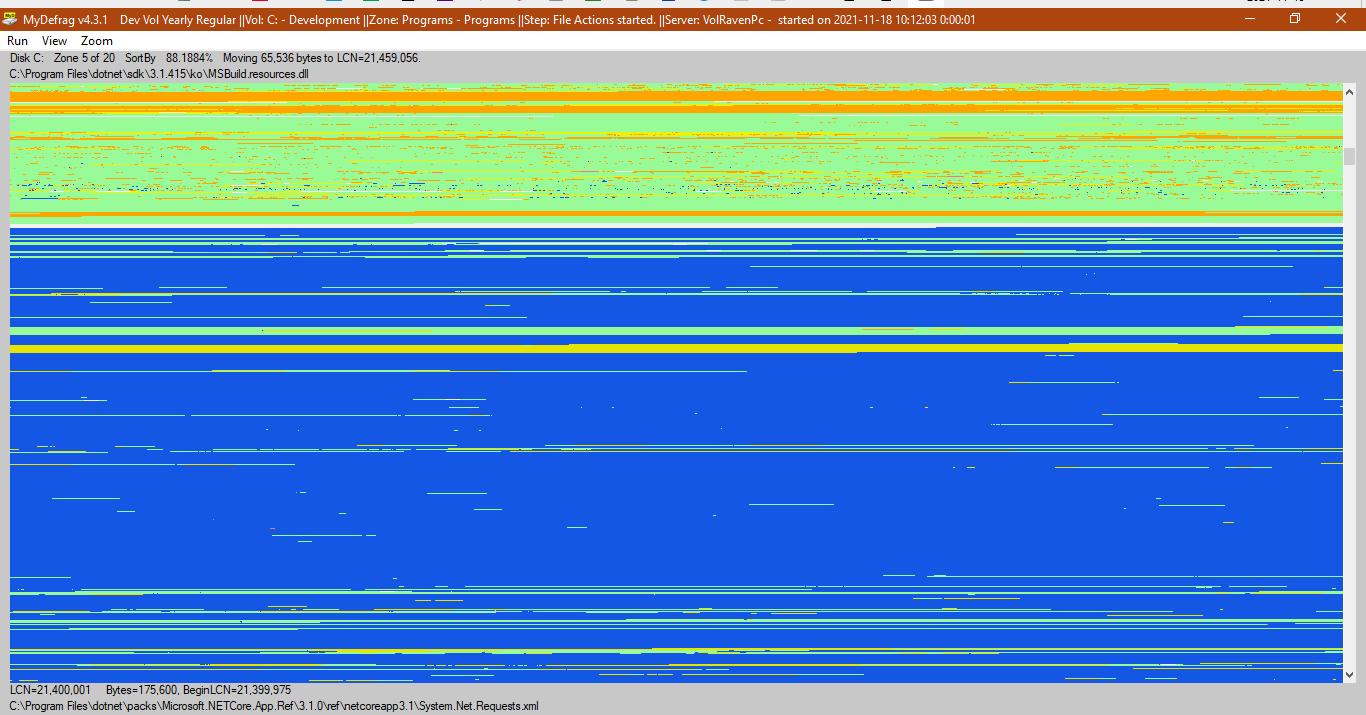 MyDefrag v4.3.1 Dev Vol Yearly Regular ||Vol: C: - Development ||Zone: Programs - Programs ||Step: File Actions started. ||Server: VolRavenPc - started on 2021-11-18 10:12:03 0:00:01
Run View Zoom
Disk C: Zone 5 of 20 SortBy 88.1884% Moving 65,536 bytes to LCN=21,459,056.
C:\Program Files\dotnet\sdk\3.1.415\ko\MSBuild.resources.dll
LCN=21,400,001 Bytes=175,600, BeginLCN=21,399,975
C:\Program Files\dotnet\packs\Microsoft.NETCore.App.Ref\3.1.0\ref\netcoreapp3.1\System.Net.Requests.xml